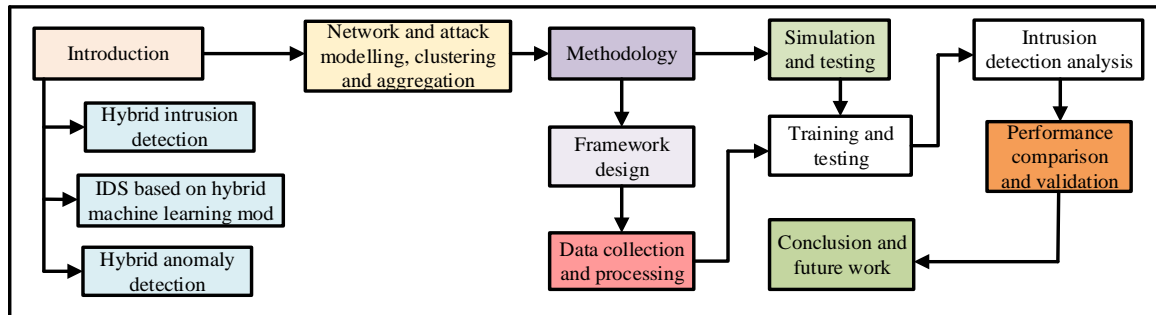 Introduction
Hybrid intrusion
detection
IDS based on hybrid
machine learning mod
Hybrid anomaly
detection
Network and attack
modelling, clustering
and aggregation
Methodology
Framework
design
Data collection
and processing
Simulation
and testing
Training and
testing
Intrusion
detection analysis
Performance
comparison
and validation
Conclusion and
future work